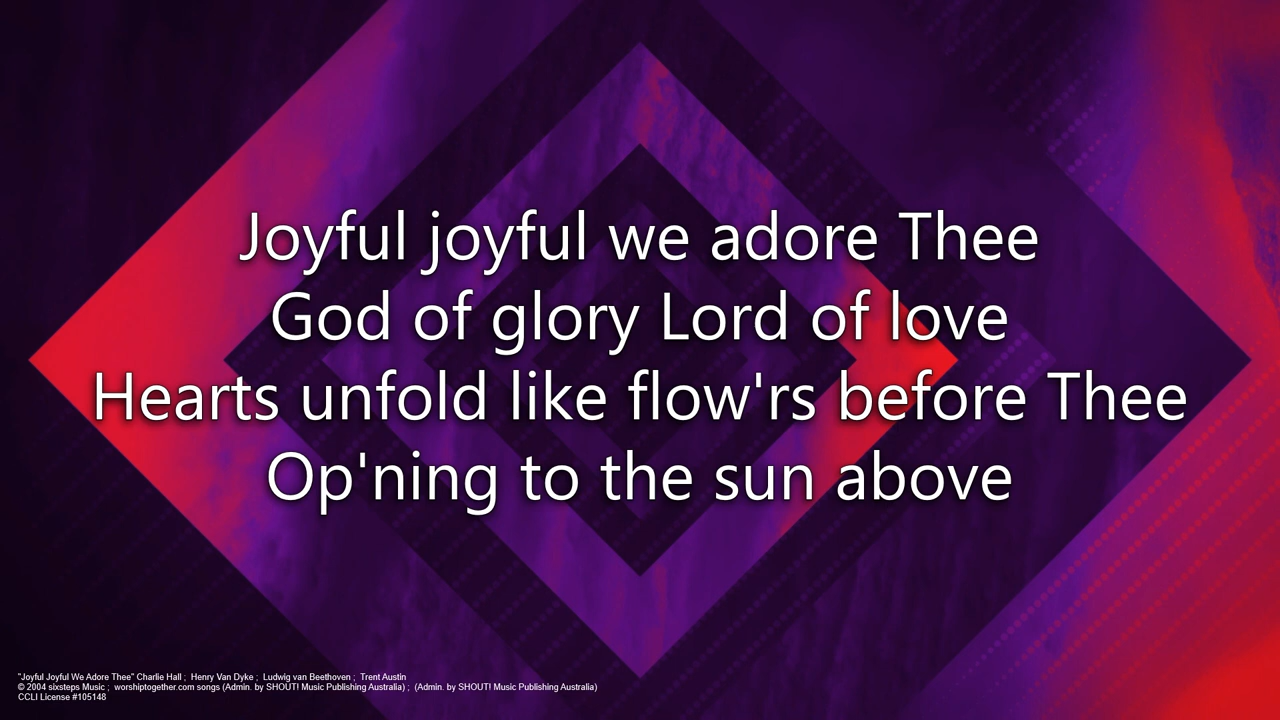 Joyful joyful we adore Thee
God of glory Lord of love
Hearts unfold like flow'rs before Thee
Op'ning to the sun above
"Joyful Joyful We Adore Thee" Charlie Hall ; Henry Van Dyke ; Ludwig van Beethoven ; Trent Austin
© 2004 sixsteps Music ; worshiptogether.com songs (Admin. by SHOUT! Music Publishing Australia) ; (Admin. by SHOUT! Music Publishing Australia)
CCLI License #105148